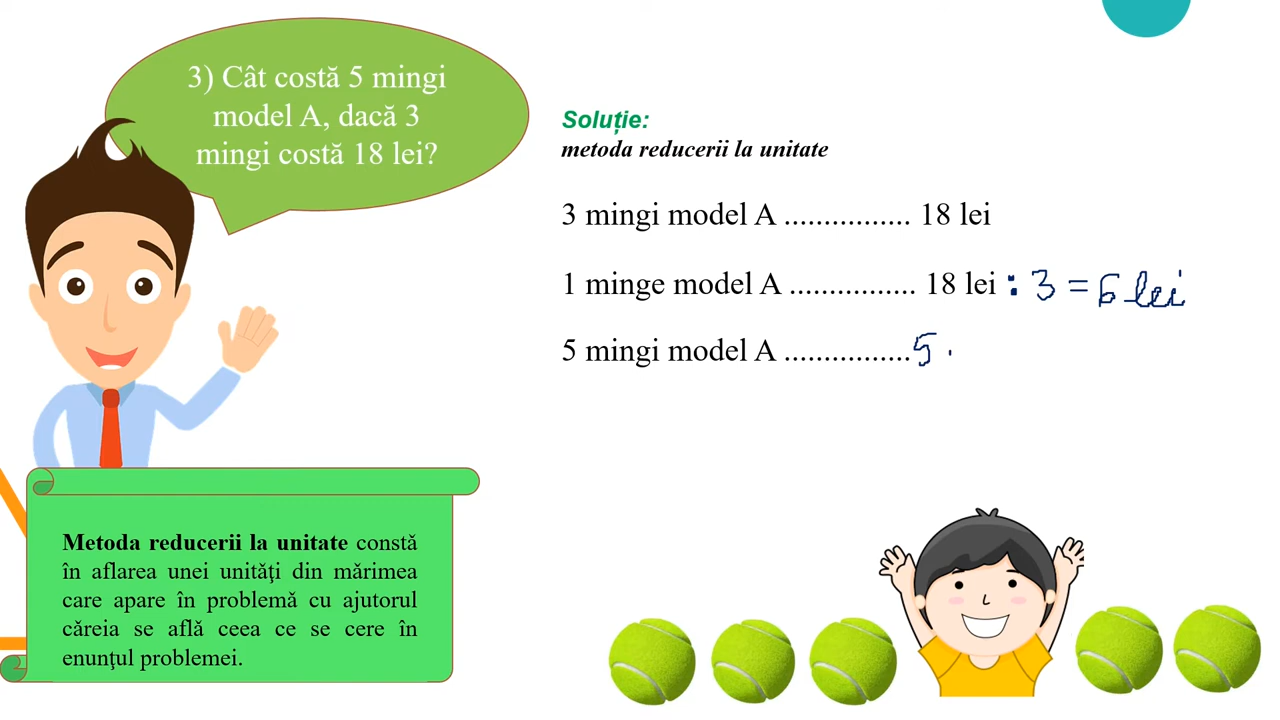 3) Cât costă 5 mingi
model A, dacă 3
mingi costă 18 lei?
Soluție:
metoda reducerii la unitate
3 mingi model A ................ 18 lei
1 minge model A ................ 18 lei : 3 = 6 lei
5 mingi model A ................5 ·
Metoda reducerii la unitate constă
în aflarea unei unităţi din mărimea
care apare în problemă cu ajutorul
căreia se află ceea ce se cere în
enunţul problemei.